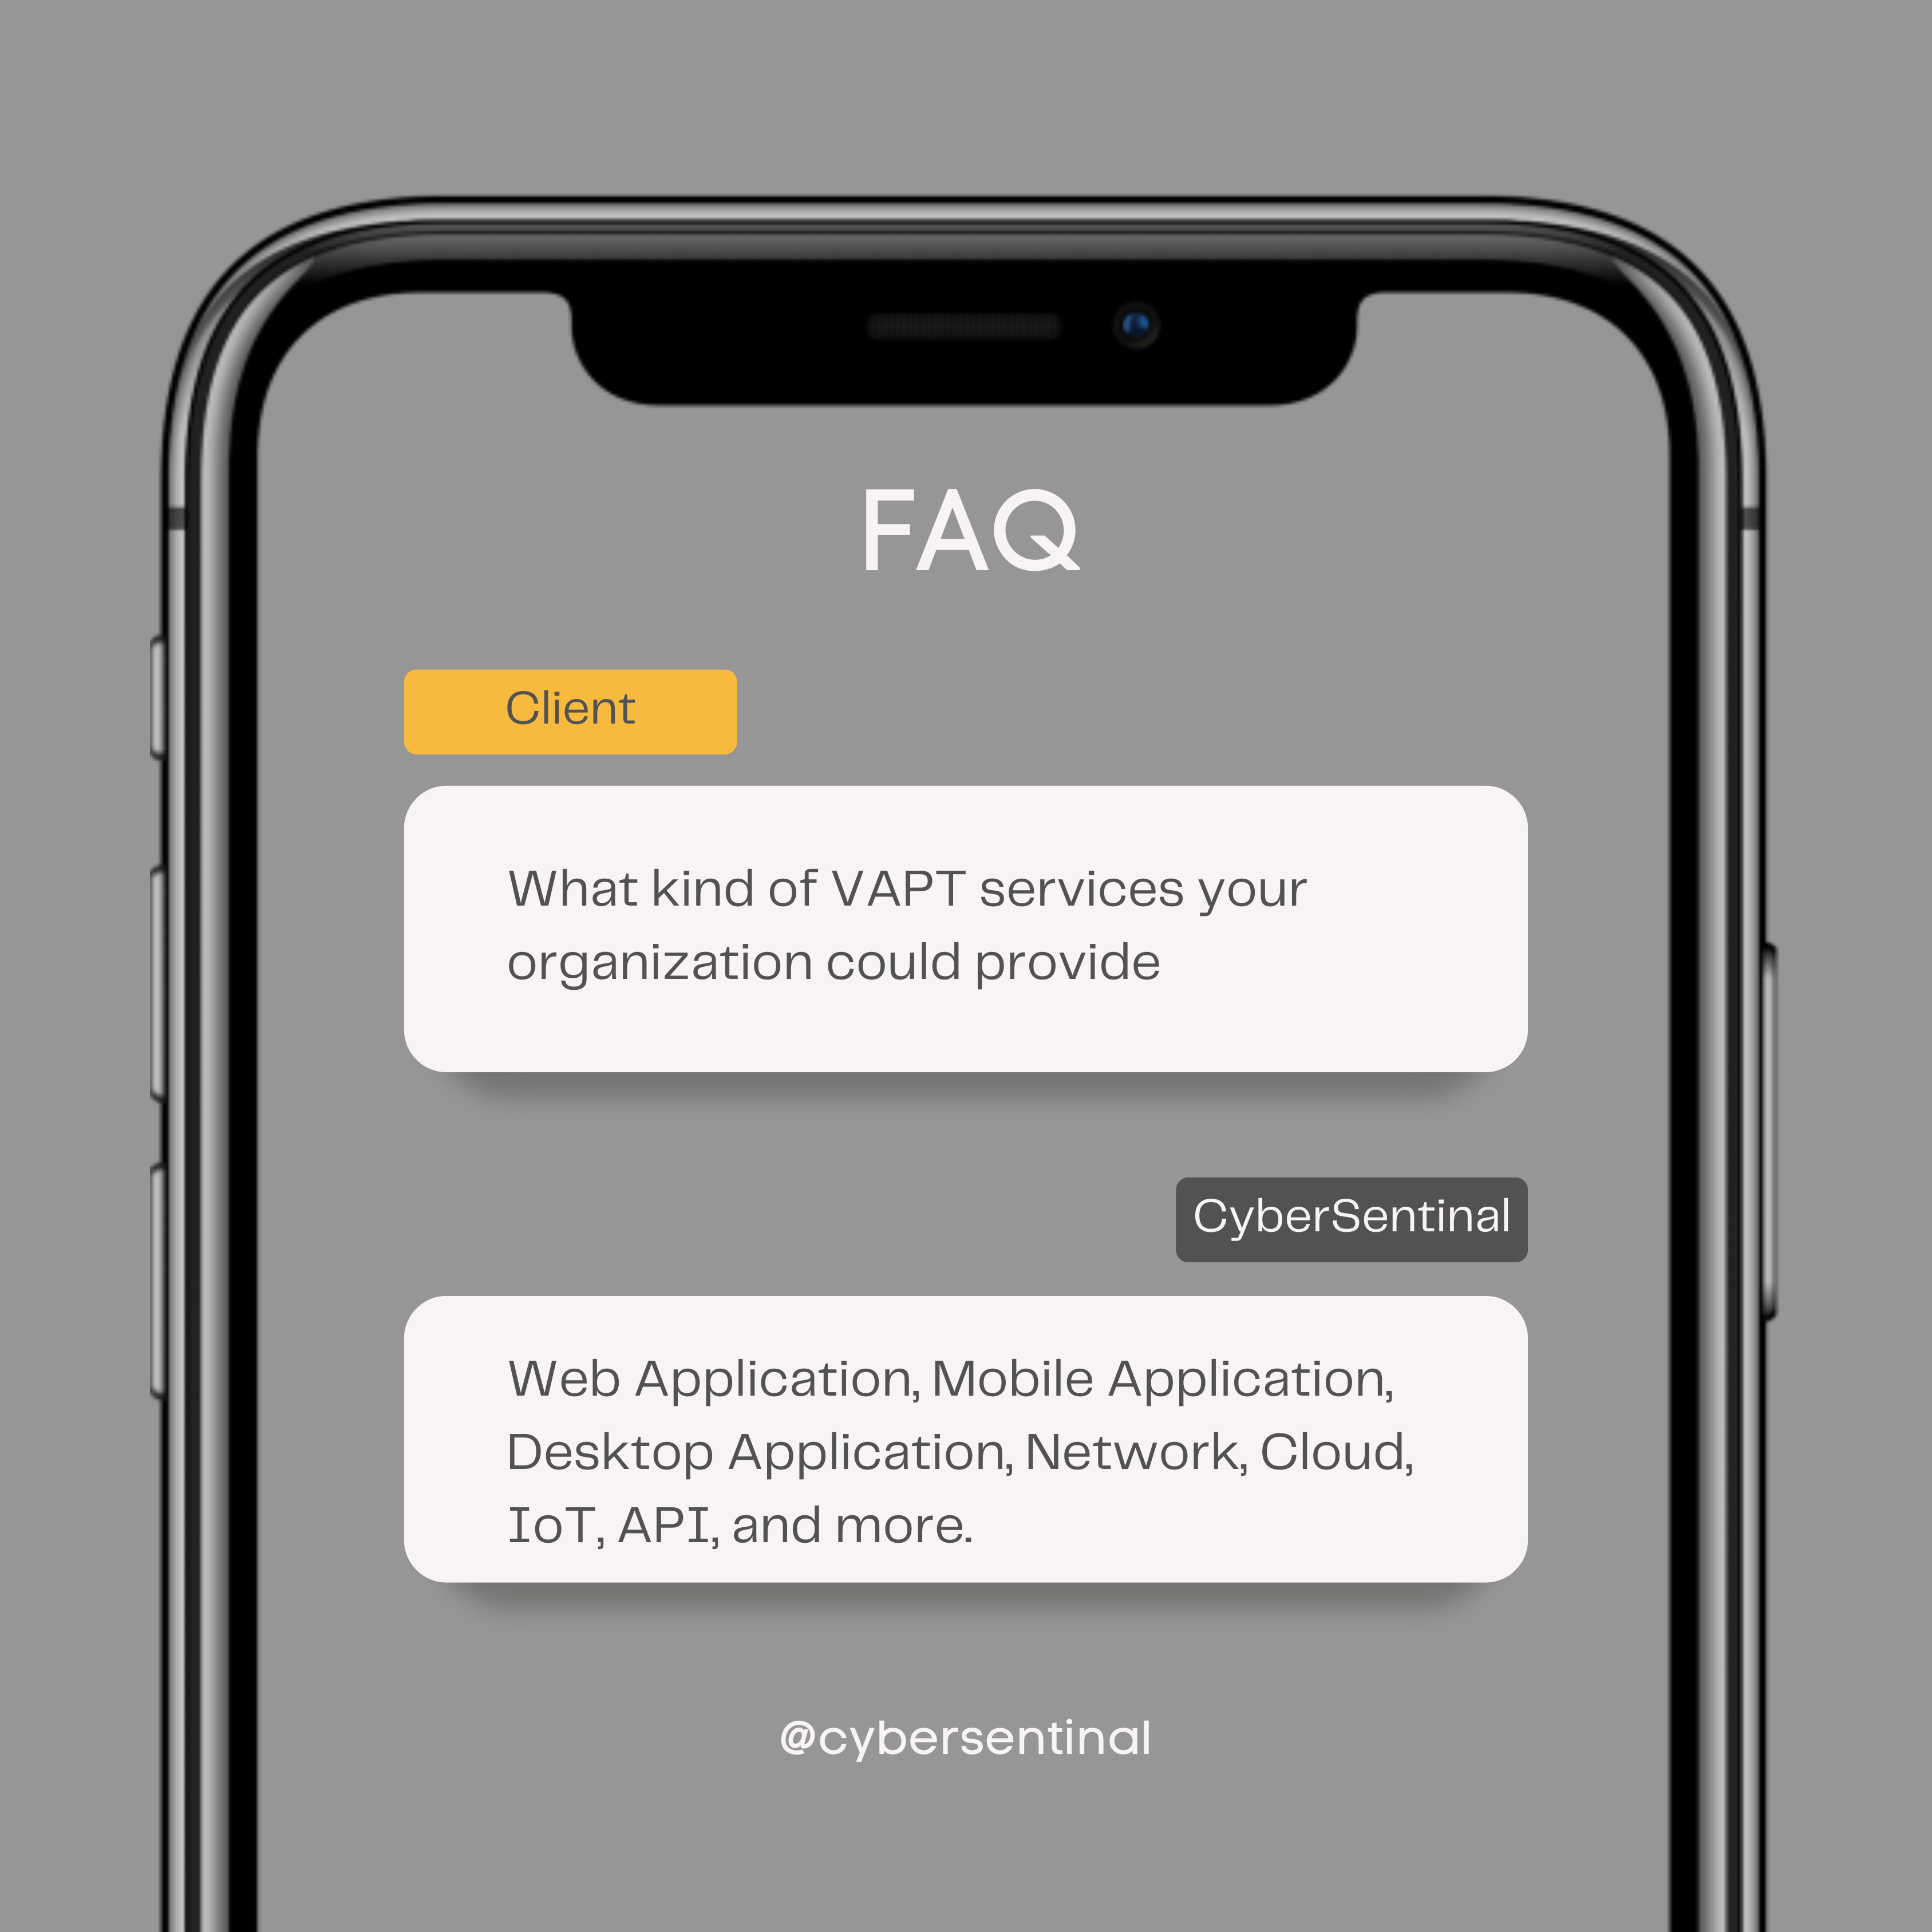 FAQ
Client
What kind of VAPT services your
organization could provide
CyberSentinal
Web Application, Mobile Application,
Desktop Application, Network, Cloud,
IoT, API, and more.
@cybersentinal